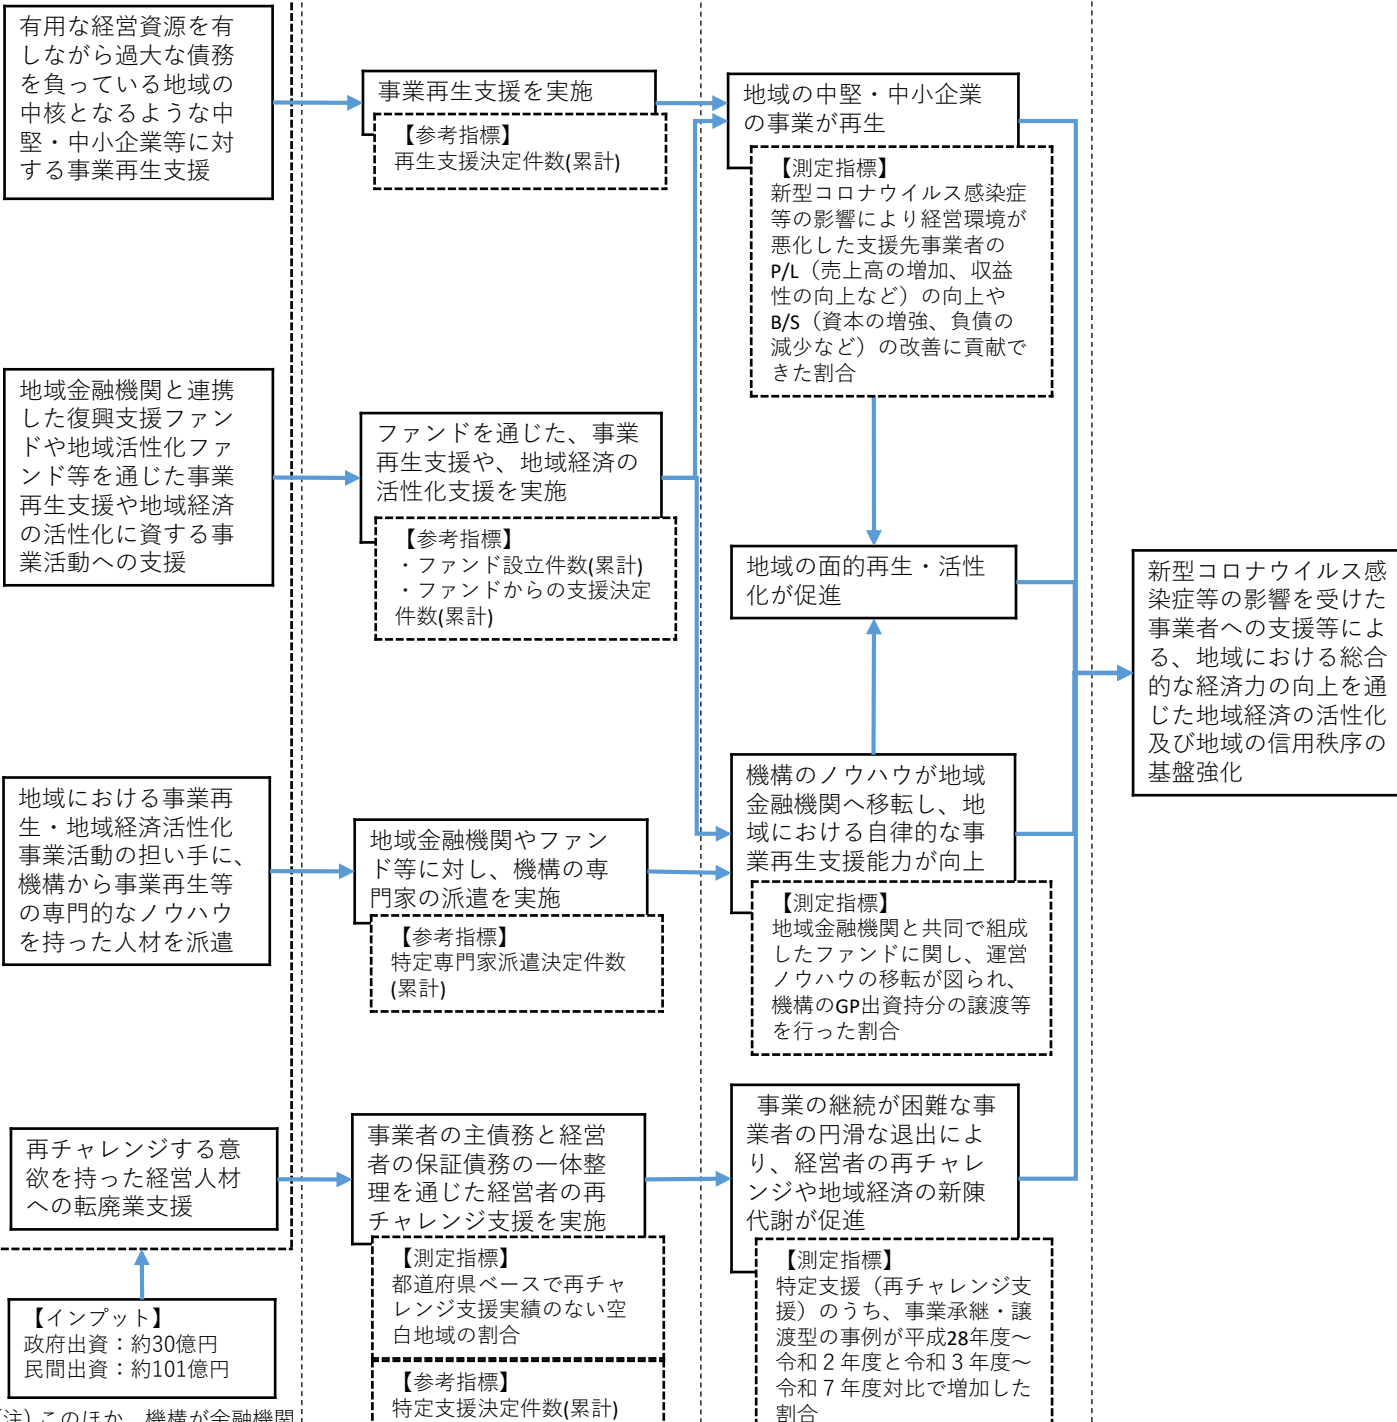 有用な経営資源を有
しながら過大な債務
を負っている地域の
中核となるような中
堅・中小企業等に対
する事業再生支援
事業再生支援を実施
【参考指標】
再生支援決定件数(累計)
地域の中堅・中小企業
の事業が再生
【測定指標】
新型コロナウイルス感染症
等の影響により経営環境が
悪化した支援先事業者の
P/L（売上高の増加、収益
性の向上など）の向上や
B/S（資本の増強、負債の
減少など）の改善に貢献で
きた割合
地域金融機関と連携
した復興支援ファン
ドや地域活性化ファ
ンド等を通じた事業
再生支援や地域経済
の活性化に資する事
業活動への支援
ファンドを通じた、事業
再生支援や、地域経済の
活性化支援を実施
【参考指標】
・ファンド設立件数(累計)
・ファンドからの支援決定
件数(累計)
地域の面的再生・活性
化が促進
新型コロナウイルス感
染症等の影響を受けた
事業者への支援等によ
る、地域における総合
的な経済力の向上を通
じた地域経済の活性化
及び地域の信用秩序の
基盤強化
地域における事業再
生・地域経済活性化
事業活動の担い手に、
機構から事業再生等
の専門的なノウハウ
を持った人材を派遣
地域金融機関やファン
ド等に対し、機構の専
門家の派遣を実施
【参考指標】
特定専門家派遣決定件数
(累計)
機構のノウハウが地域
金融機関へ移転し、地
域における自律的な事
業再生支援能力が向上
【測定指標】
地域金融機関と共同で組成
したファンドに関し、運営
ノウハウの移転が図られ、
機構のGP出資持分の譲渡等
を行った割合
再チャレンジする意
欲を持った経営人材
への転廃業支援
事業者の主債務と経営
者の保証債務の一体整
理を通じた経営者の再
チャレンジ支援を実施
【測定指標】
都道府県ベースで再チャ
レンジ支援実績のない空
白地域の割合
【参考指標】
特定支援決定件数(累計)
事業の継続が困難な事
業者の円滑な退出によ
り、経営者の再チャレ
ンジや地域経済の新陳
代謝が促進
【測定指標】
特定支援（再チャレンジ支
援）のうち、事業承継・譲
渡型の事例が平成28年度～
令和２年度と令和３年度～
令和７年度対比で増加した
割合
【インプット】
政府出資：約30億円
民間出資：約101億円
(注) このほか、機構が金融機関